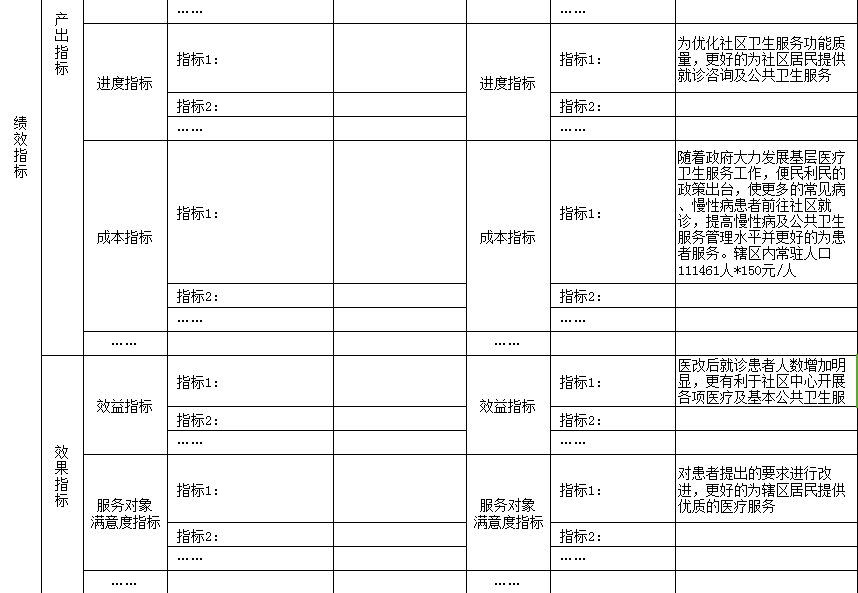 ……
……
产出指标
进度指标
指标1:
进度指标
指标1:
为优化社区卫生服务功能质
量，更好的为社区居民提供
就诊咨询及公共卫生服务
指标2:
指标2:
……
……
绩效指标
成本指标
指标1:
成本指标
指标1:
随着政府大力发展基层医疗
卫生服务工作，便民利民的
政策出台，使更多的常见病
、慢性病患者前往社区就
诊，提高慢性病及公共卫生
服务管理水平并更好的为患
者服务。辖区内常驻人口
111461人*150元/人
指标2:
指标2:
……
……
……
……
效果指标
效益指标
指标1:
效益指标
指标1:
医改后就诊患者人数增加明
显，更有利于社区中心开展
各项医疗及基本公共卫生服
指标2:
指标2:
……
……
服务对象
满意度指标
指标1:
服务对象
满意度指标
指标1:
对患者提出的要求进行改
进，更好的为辖区居民提供
优质的医疗服务
指标2:
指标2:
……
……
……
……